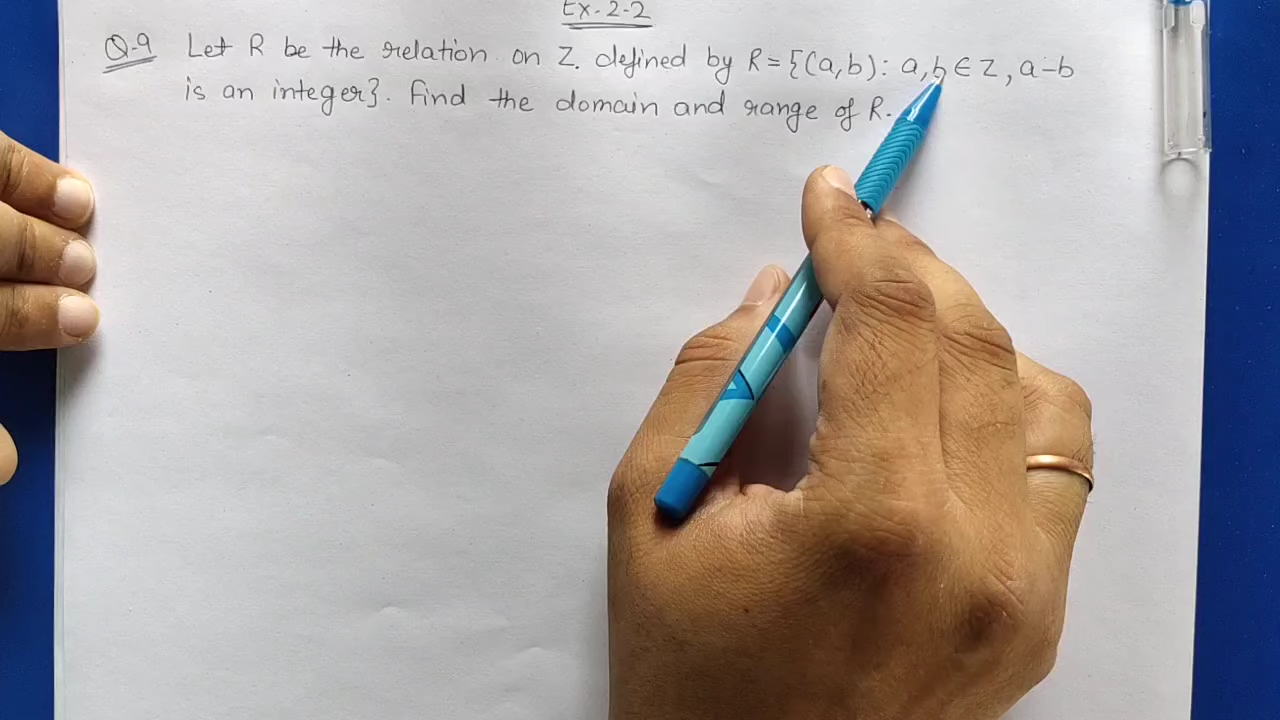 Ex-2-2
Q-9 Let R be the relation on Z defined by R = {(a,b): a,b ∈ Z, a-b
is an integer}. Find the domain and range of R.